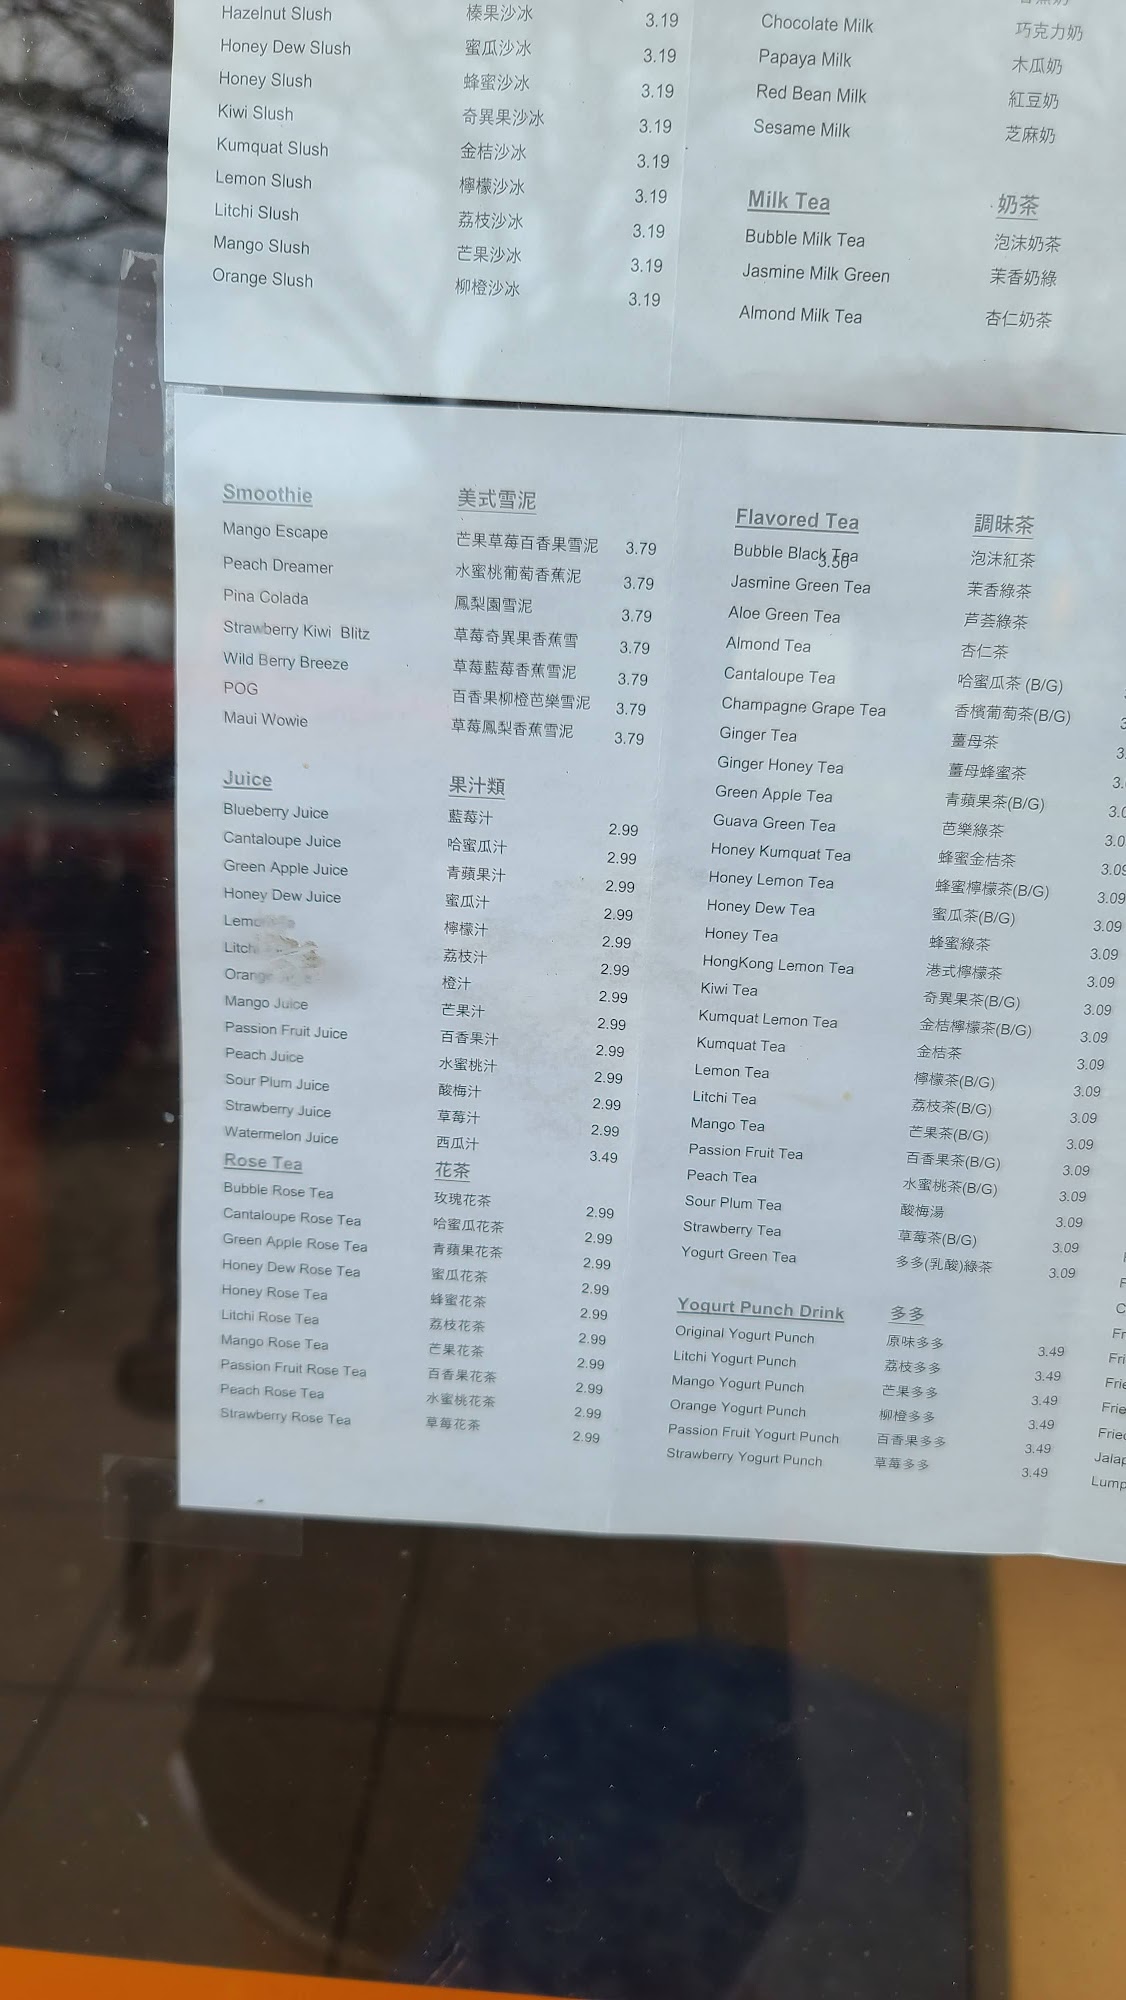 Hazelnut Slush 榛果沙冰 3.19
Honey Dew Slush 蜜瓜沙冰 3.19
Honey Slush 蜂蜜沙冰 3.19
Kiwi Slush 奇異果沙冰 3.19
Kumquat Slush 金桔沙冰 3.19
Lemon Slush 檸檬沙冰 3.19
Litchi Slush 荔枝沙冰 3.19
Mango Slush 芒果沙冰 3.19
Orange Slush 柳橙沙冰 3.19
Chocolate Milk 巧克力奶
Papaya Milk 木瓜奶
Red Bean Milk 紅豆奶
Sesame Milk 芝麻奶
Milk Tea 奶茶
Bubble Milk Tea 泡沫奶茶
Jasmine Milk Green 茉香奶綠
Almond Milk Tea 杏仁奶茶
Smoothie 美式雪泥
Mango Escape 芒果草莓百香果雪泥 3.79
Peach Dreamer 水蜜桃葡萄香蕉泥 3.79
Pina Colada 鳳梨園雪泥 3.79
Strawberry Kiwi Blitz 草莓奇異果香蕉雪 3.79
Wild Berry Breeze 草莓藍莓香蕉雪泥 3.79
POG 百香果柳橙芭樂雪泥 3.79
Maui Wowie 草莓鳳梨香蕉雪泥 3.79
Juice 果汁類
Blueberry Juice 藍莓汁 2.99
Cantaloupe Juice 哈蜜瓜汁 2.99
Green Apple Juice 青蘋果汁 2.99
Honey Dew Juice 蜜瓜汁 2.99
檸檬汁 2.99
荔枝汁 2.99
Orange 橙汁 2.99
Mango Juice 芒果汁 2.99
Passion Fruit Juice 百香果汁 2.99
Peach Juice 水蜜桃汁 2.99
Sour Plum Juice 酸梅汁 2.99
Strawberry Juice 草莓汁 2.99
Watermelon Juice 西瓜汁 3.49
Rose Tea 花茶
Bubble Rose Tea 玫瑰花茶 2.99
Cantaloupe Rose Tea 哈蜜瓜花茶 2.99
Green Apple Rose Tea 青蘋果花茶 2.99
Honey Dew Rose Tea 蜜瓜花茶 2.99
Honey Rose Tea 蜂蜜花茶 2.99
Litchi Rose Tea 荔枝花茶 2.99
Mango Rose Tea 芒果花茶 2.99
Passion Fruit Rose Tea 百香果花茶 2.99
Peach Rose Tea 水蜜桃花茶 2.99
Strawberry Rose Tea 草莓花茶 2.99
Flavored Tea 調味茶
Bubble Black Tea 泡沫紅茶
3.50
Jasmine Green Tea 茉香綠茶
Aloe Green Tea 芦荟綠茶
Almond Tea 杏仁茶
Cantaloupe Tea 哈蜜瓜茶 (B/G)
Champagne Grape Tea 香檳葡萄茶(B/G)
Ginger Tea 薑母茶
Ginger Honey Tea 薑母蜂蜜茶
Green Apple Tea 青蘋果茶(B/G)
Guava Green Tea 芭樂綠茶
Honey Kumquat Tea 蜂蜜金桔茶 3.09
Honey Lemon Tea 蜂蜜檸檬茶(B/G) 3.09
Honey Dew Tea 蜜瓜茶(B/G) 3.09
Honey Tea 蜂蜜綠茶 3.09
HongKong Lemon Tea 港式檸檬茶 3.09
Kiwi Tea 奇異果茶(B/G) 3.09
Kumquat Lemon Tea 金桔檸檬茶(B/G) 3.09
Kumquat Tea 金桔茶 3.09
Lemon Tea 檸檬茶(B/G) 3.09
Litchi Tea 荔枝茶(B/G) 3.09
Mango Tea 芒果茶(B/G) 3.09
Passion Fruit Tea 百香果茶(B/G) 3.09
Peach Tea 水蜜桃茶(B/G) 3.09
Sour Plum Tea 酸梅湯 3.09
Strawberry Tea 草莓茶(B/G) 3.09
Yogurt Green Tea 多多(乳酸)綠茶 3.09
Yogurt Punch Drink 多多
Original Yogurt Punch 原味多多 3.49
Litchi Yogurt Punch 荔枝多多 3.49
Mango Yogurt Punch 芒果多多 3.49
Orange Yogurt Punch 柳橙多多 3.49
Passion Fruit Yogurt Punch 百香果多多 3.49
Strawberry Yogurt Punch 草莓多多 3.49